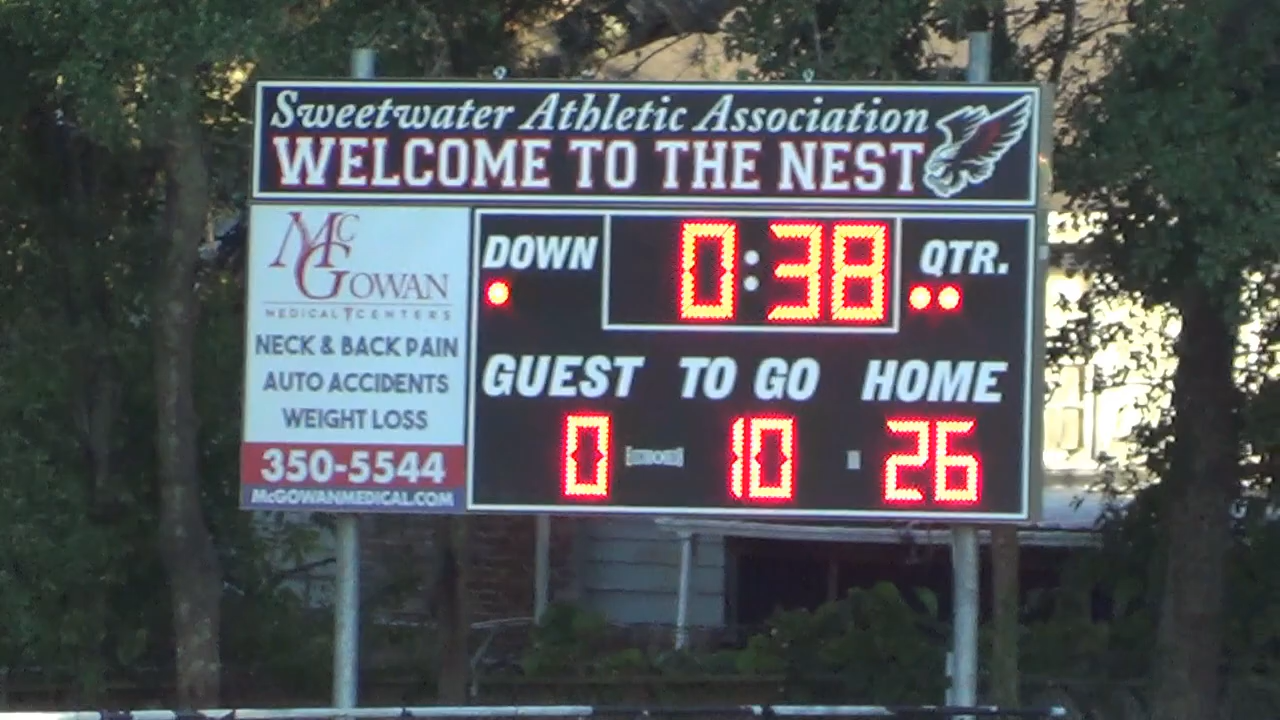 Sweetwater Athletic Association
WELCOME TO THE NEST
McGOWAN
MEDICAL CENTERS
NECK & BACK PAIN
AUTO ACCIDENTS
WEIGHT LOSS
350-5544
McGOWANMEDICAL.COM
DOWN 0:38 QTR.
GUEST TO GO HOME
0 10 26